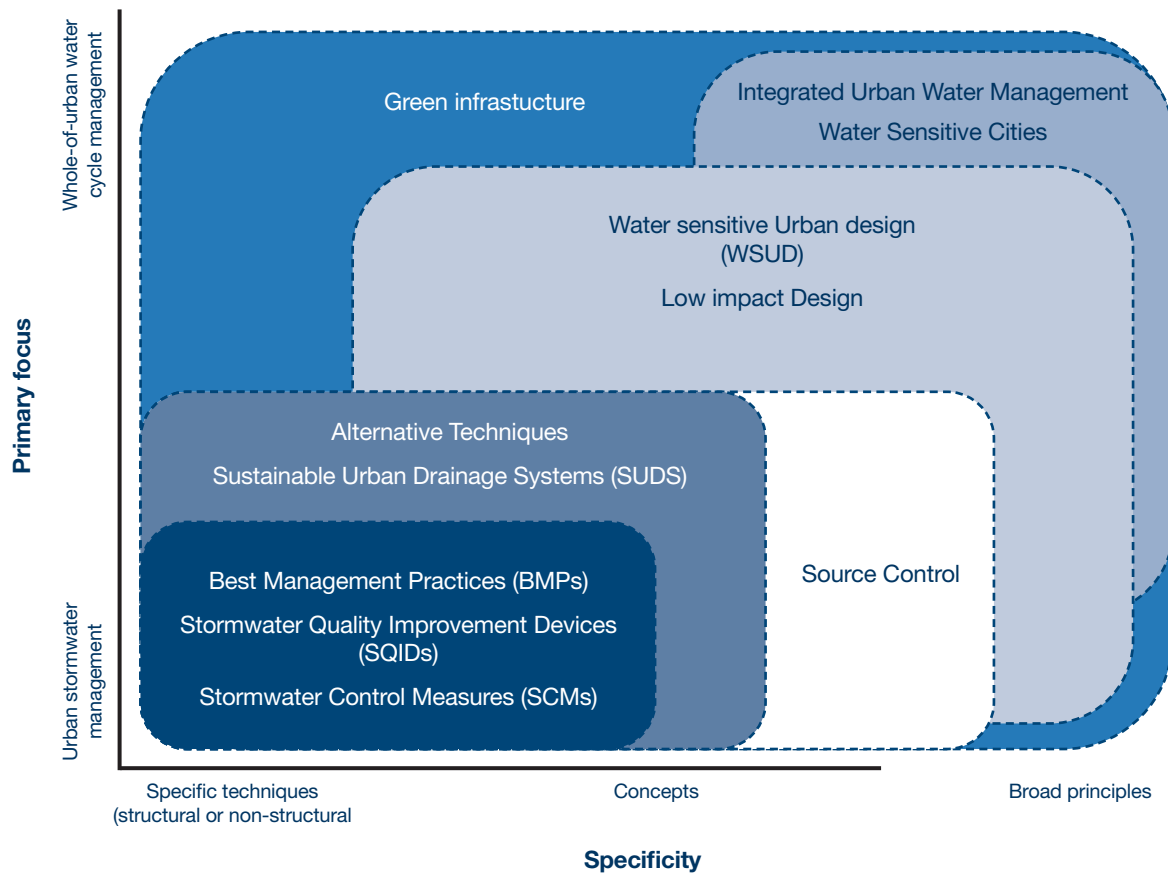 Whole-of-urban water
cycle management
Primary focus
Urban stormwater
management
Green infrastucture
Integrated Urban Water Management
Water Sensitive Cities
Water sensitive Urban design
(WSUD)
Low impact Design
Alternative Techniques
Sustainable Urban Drainage Systems (SUDS)
Best Management Practices (BMPs)
Stormwater Quality Improvement Devices
(SQIDs)
Stormwater Control Measures (SCMs)
Source Control
Specific techniques
(structural or non-structural
Concepts
Broad principles
Specificity